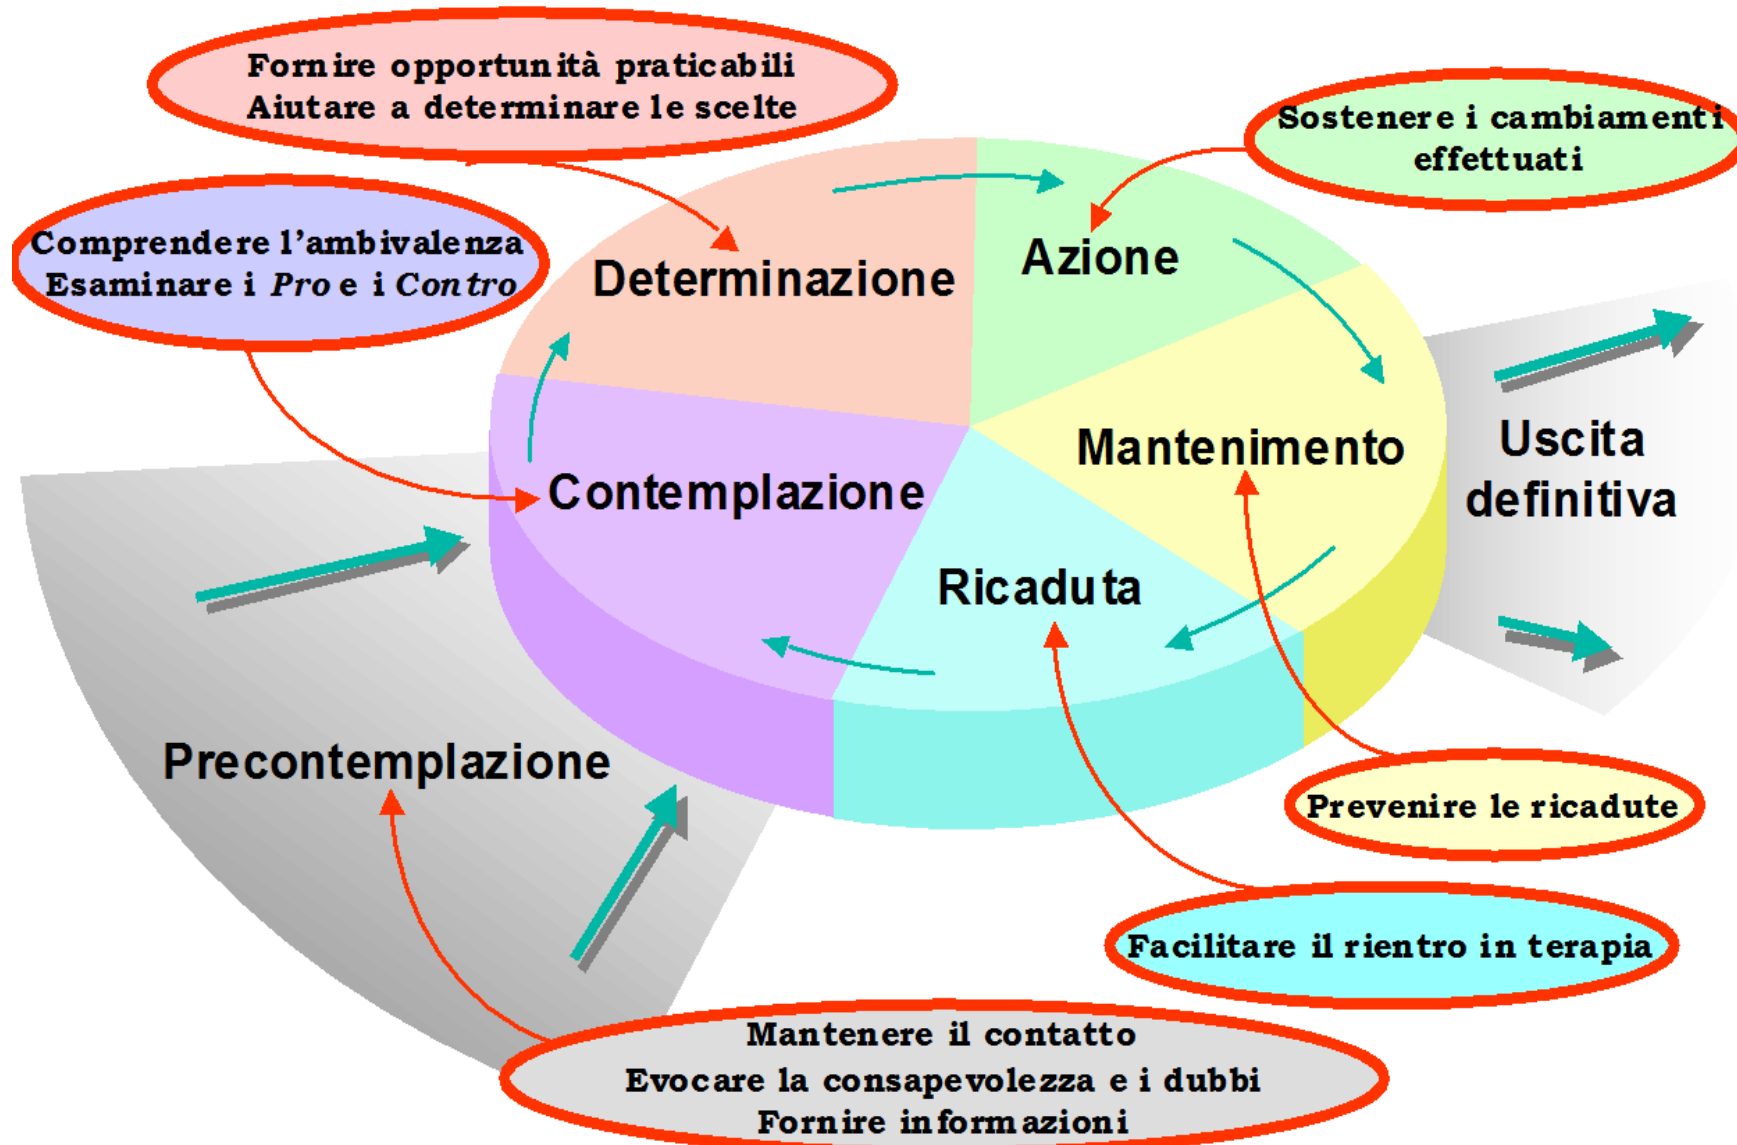 Fornire opportunità praticabili
Aiutare a determinare le scelte
Sostenere i cambiamenti
effettuati
Comprendere l’ambivalenza
Esaminare i Pro e i Contro
Determinazione
Azione
Contemplazione
Mantenimento
Uscita
definitiva
Ricaduta
Precontemplazione
Prevenire le ricadute
Facilitare il rientro in terapia
Mantenere il contatto
Evocare la consapevolezza e i dubbi
Fornire informazioni